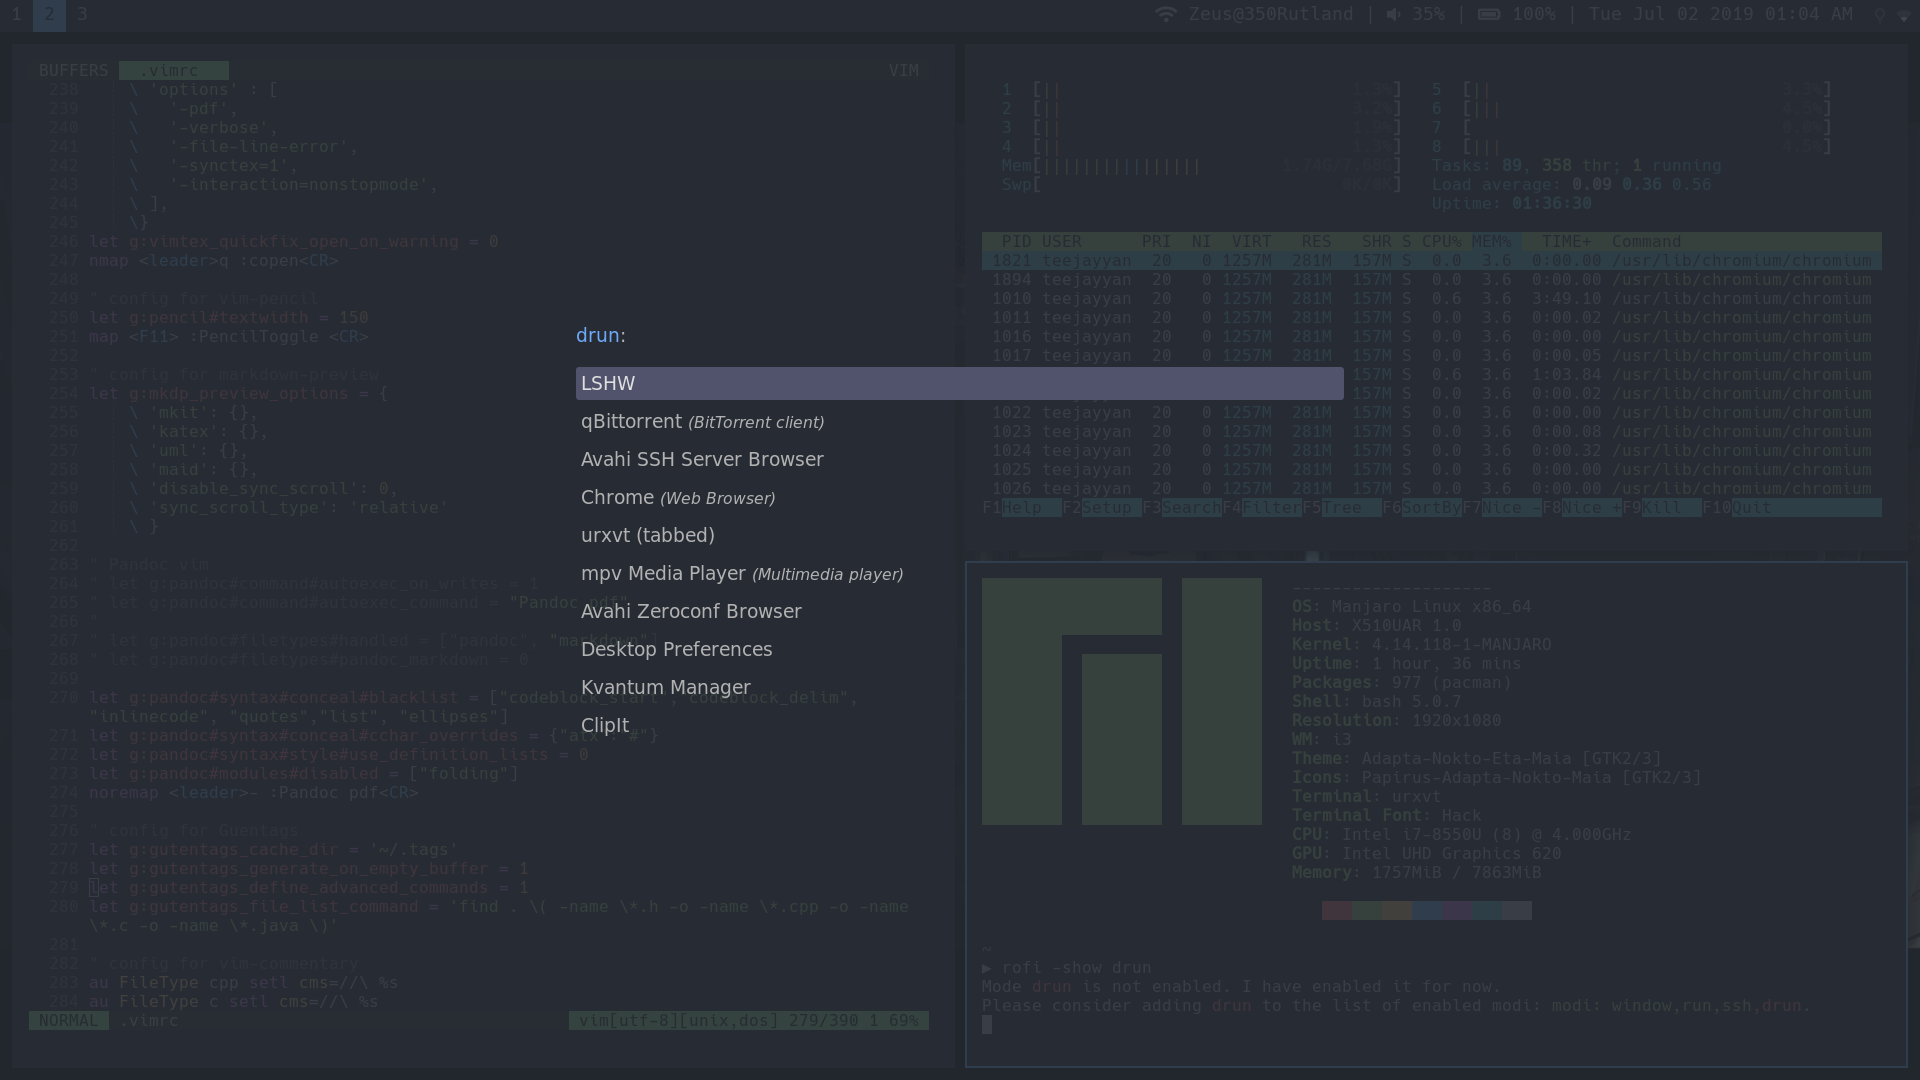 1 2 3
Zeus@350Rutland | 35% | 100% | Tue Jul 02 2019 01:04 AM
BUFFERS .vimrc VIM
238 \ 'options' : [
239 \ '-pdf',
240 \ '-verbose',
241 \ '-file-line-error',
242 \ '-synctex=1',
243 \ '-interaction=nonstopmode',
244 \ ],
245 \}
246 let g:vimtex_quickfix_open_on_warning = 0
247 nmap <leader>q :copen<CR>
248
249 " config for vim-pencil
250 let g:pencil#textwidth = 150
251 map <F11> :PencilToggle <CR>
252
253 " config for markdown-preview
254 let g:mkdp_preview_options = {
255 \ 'mkit': {},
256 \ 'katex': {},
257 \ 'uml': {},
258 \ 'maid': {},
259 \ 'disable_sync_scroll': 0,
260 \ 'sync_scroll_type': 'relative'
261 \ }
262
263 " Pandoc vim
264 " let g:pandoc#command#autoexec_on_writes = 1
265 " let g:pandoc#command#autoexec_command = "Pandoc pdf"
266 "
267 " let g:pandoc#filetypes#handled = ["pandoc", "markdown"]
268 " let g:pandoc#filetypes#pandoc_markdown = 0
269
270 let g:pandoc#syntax#conceal#blacklist = ["codeblock_start", "codeblock_delim",
"inlinecode", "quotes","list", "ellipses"]
271 let g:pandoc#syntax#conceal#cchar_overrides = {"atx" : "#"}
272 let g:pandoc#syntax#style#use_definition_lists = 0
273 let g:pandoc#modules#disabled = ["folding"]
274 noremap <leader>- :Pandoc pdf<CR>
275
276 " config for Guentags
277 let g:gutentags_cache_dir = '~/.tags'
278 let g:gutentags_generate_on_empty_buffer = 1
279 let g:gutentags_define_advanced_commands = 1
280 let g:gutentags_file_list_command = 'find . \( -name \*.h -o -name \*.cpp -o -name
\*.c -o -name \*.java \)'
281
282 " config for vim-commentary
283 au FileType cpp setl cms=//\ %s
284 au FileType c setl cms=//\ %s
NORMAL .vimrc vim[utf-8][unix,dos] 279/390 1 69%
drun:
LSHW
qBittorrent (BitTorrent client)
Avahi SSH Server Browser
Chrome (Web Browser)
urxvt (tabbed)
mpv Media Player (Multimedia player)
Avahi Zeroconf Browser
Desktop Preferences
Kvantum Manager
ClipIt
1 [|| ] 5 [|| ]
2 [|| ] 6 [||| ]
3 [|| ] 7 [ ]
4 [|| ] 8 [||| ]
Mem[|||||||||||||||| ] Tasks: 89, 358 thr; 1 running
Swp[ ] Load average: 0.09 0.36 0.56
Uptime: 01:36:30
PID USER PRI NI VIRT RES SHR S CPU% MEM% TIME+ Command
1821 teejayyan 20 0 1257M 281M 157M S 0.0 3.6 0:00.00 /usr/lib/chromium/chromium
1894 teejayyan 20 0 1257M 281M 157M S 0.0 3.6 0:00.00 /usr/lib/chromium/chromium
1010 teejayyan 20 0 1257M 281M 157M S 0.6 3.6 3:49.10 /usr/lib/chromium/chromium
1011 teejayyan 20 0 1257M 281M 157M S 0.0 3.6 0:00.02 /usr/lib/chromium/chromium
1016 teejayyan 20 0 1257M 281M 157M S 0.0 3.6 0:00.00 /usr/lib/chromium/chromium
1017 teejayyan 20 0 1257M 281M 157M S 0.0 3.6 0:00.05 /usr/lib/chromium/chromium
157M S 0.6 3.6 1:03.84 /usr/lib/chromium/chromium
157M S 0.0 3.6 0:00.02 /usr/lib/chromium/chromium
1022 teejayyan 20 0 1257M 281M 157M S 0.0 3.6 0:00.00 /usr/lib/chromium/chromium
1023 teejayyan 20 0 1257M 281M 157M S 0.0 3.6 0:00.08 /usr/lib/chromium/chromium
1024 teejayyan 20 0 1257M 281M 157M S 0.0 3.6 0:00.32 /usr/lib/chromium/chromium
1025 teejayyan 20 0 1257M 281M 157M S 0.0 3.6 0:00.00 /usr/lib/chromium/chromium
1026 teejayyan 20 0 1257M 281M 157M S 0.0 3.6 0:00.00 /usr/lib/chromium/chromium
F1Help F2Setup F3SearchF4FilterF5Tree F6SortByF7Nice -F8Nice +F9Kill F10Quit
-------------------
OS: Manjaro Linux x86_64
Host: X510UAR 1.0
Kernel: 4.14.118-1-MANJARO
Uptime: 1 hour, 36 mins
Packages: 977 (pacman)
Shell: bash 5.0.7
Resolution: 1920x1080
WM: i3
Theme: Adapta-Nokto-Eta-Maia [GTK2/3]
Icons: Papirus-Adapta-Nokto-Maia [GTK2/3]
Terminal: urxvt
Terminal Font: Hack
CPU: Intel i7-8550U (8) @ 4.000GHz
GPU: Intel UHD Graphics 620
Memory: 1757MiB / 7863MiB
~
▶ rofi -show drun
Mode drun is not enabled. I have enabled it for now.
Please consider adding drun to the list of enabled modi: modi: window,run,ssh,drun.